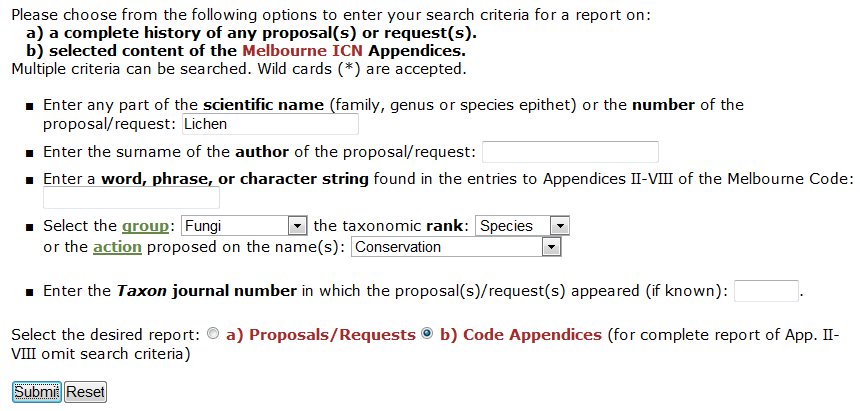 Please choose from the following options to enter your search criteria for a report on:
a) a complete history of any proposal(s) or request(s).
b) selected content of the Melbourne ICN Appendices.
Multiple criteria can be searched. Wild cards (*) are accepted.
▪ Enter any part of the scientific name (family, genus or species epithet) or the number of the
proposal/request: Lichen
▪ Enter the surname of the author of the proposal/request:
▪ Enter a word, phrase, or character string found in the entries to Appendices II-VIII of the Melbourne Code:
▪ Select the group: Fungi the taxonomic rank: Species
or the action proposed on the name(s): Conservation
▪ Enter the Taxon journal number in which the proposal(s)/request(s) appeared (if known): .
Select the desired report: a) Proposals/Requests b) Code Appendices (for complete report of App. II-
VIII omit search criteria)
Submit Reset